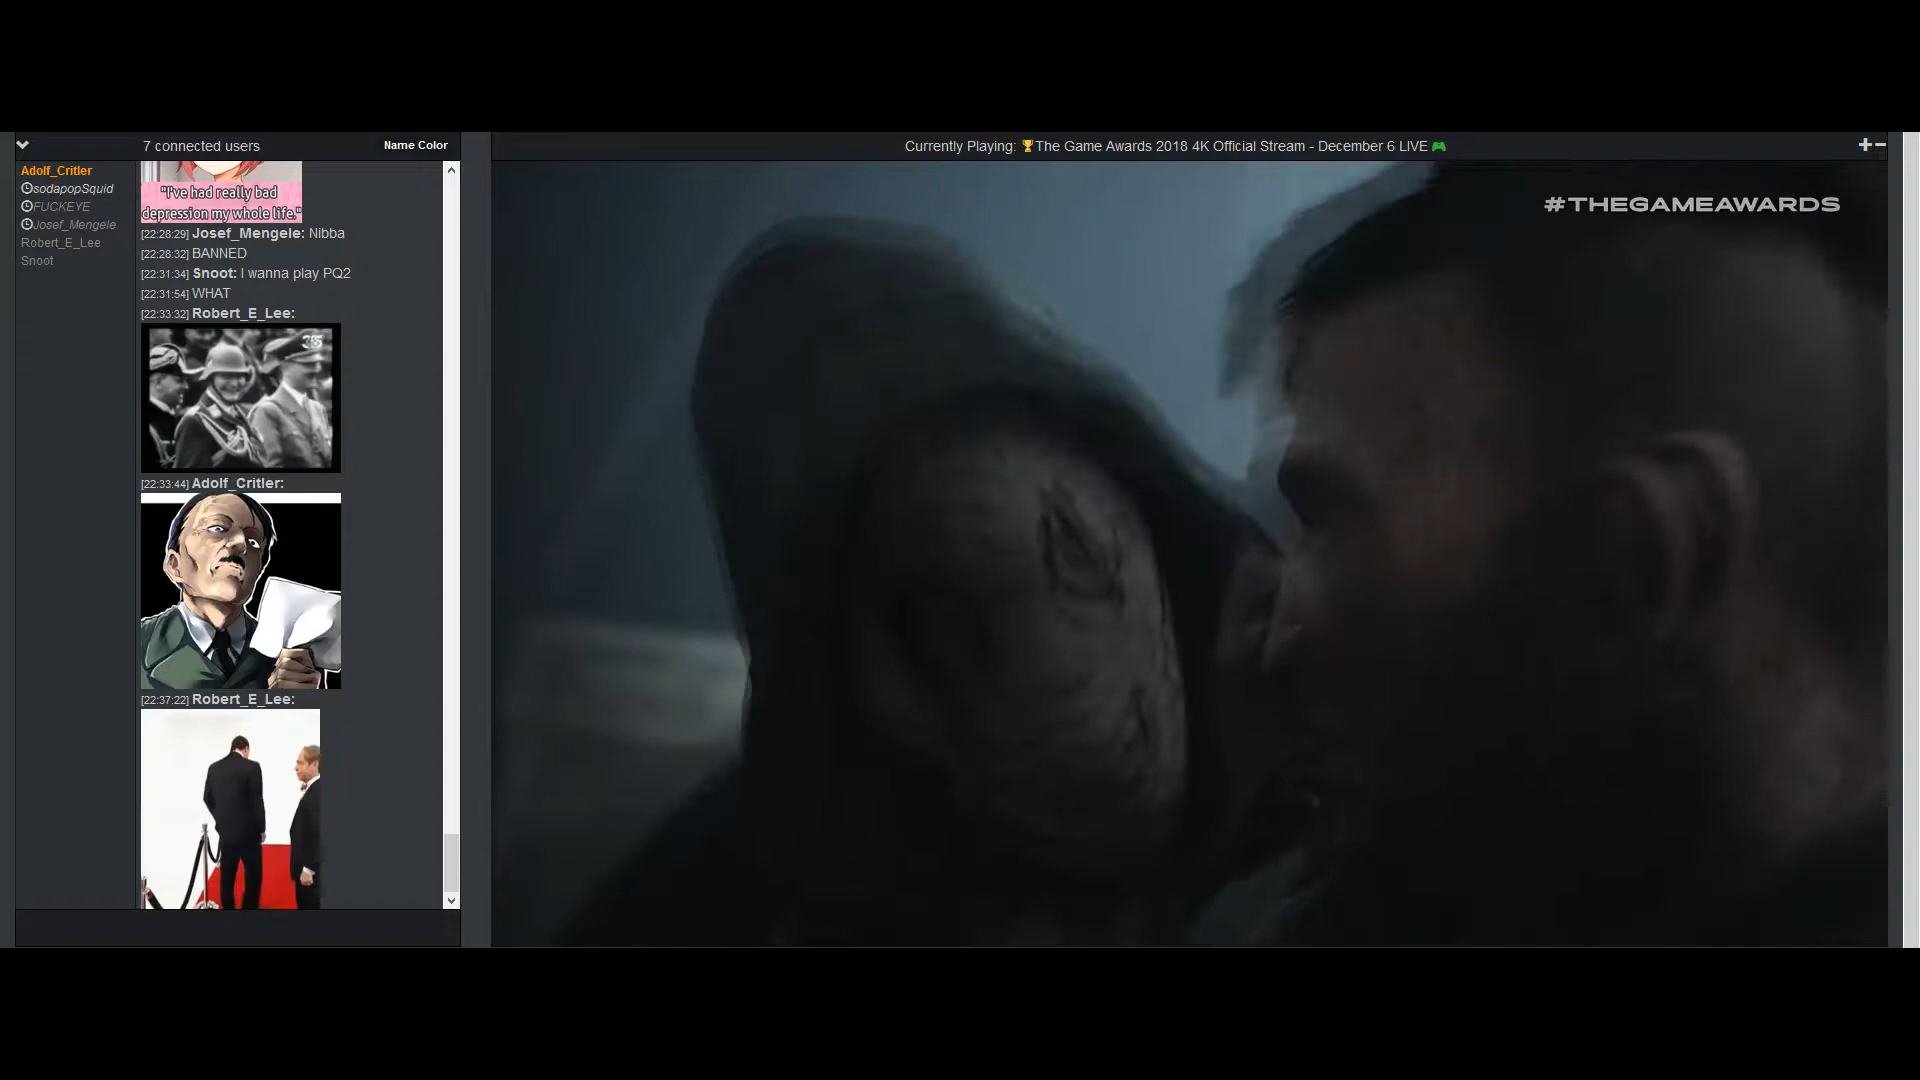 7 connected users
Name Color
Currently Playing: 🏆The Game Awards 2018 4K Official Stream - December 6 LIVE 🎮
Adolf_Critler
sodapopSquid
FUCKEYE
Josef_Mengele
Robert_E_Lee
Snoot
"I've had really bad
depression my whole life."
[22:28:29] Josef_Mengele: Nibba
[22:28:32] BANNED
[22:31:34] Snoot: I wanna play PQ2
[22:31:54] WHAT
[22:33:32] Robert_E_Lee:
[22:33:44] Adolf_Critler:
[22:37:22] Robert_E_Lee:
#THEGAMEAWARDS